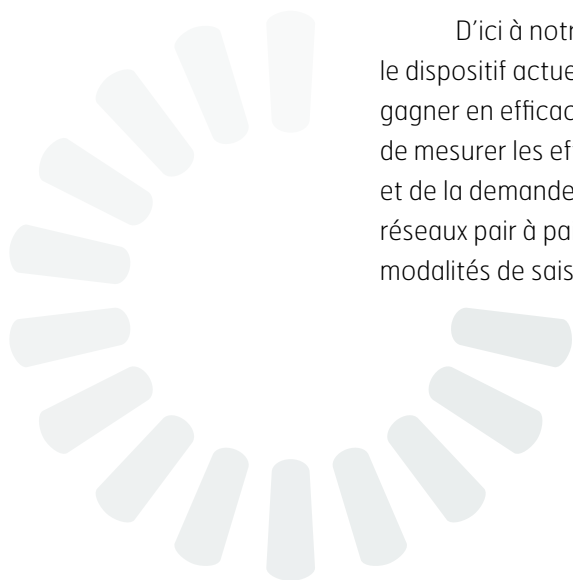 D'ici à notr
le dispositif actue
gagner en efficac
de mesurer les ef
et de la demande
réseaux pair à pa
modalités de sais